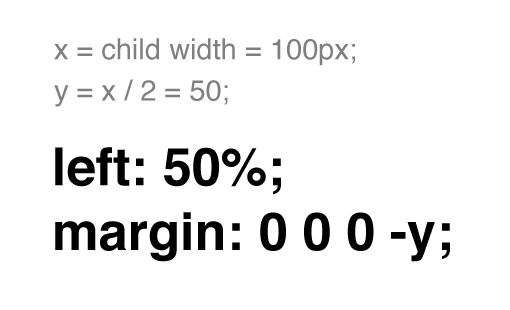 x = child width = 100px;
y = x / 2 = 50;
left: 50%;
margin: 0 0 0 -y;